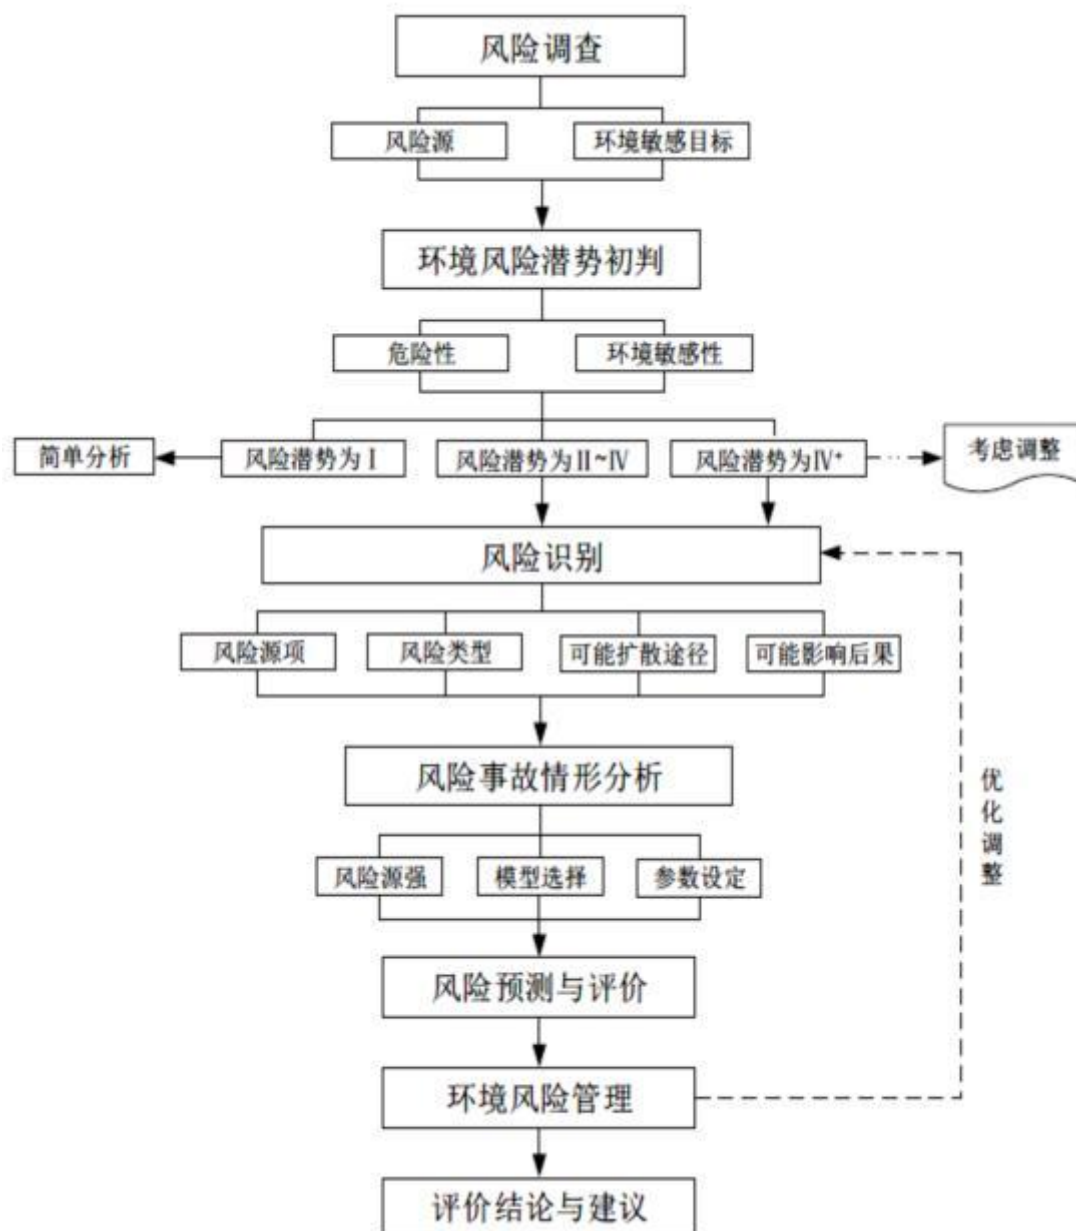 风险调查
风险源
环境敏感目标
环境风险潜势初判
危险性
环境敏感性
简单分析
风险潜势为Ⅰ
风险潜势为Ⅱ~Ⅳ
风险潜势为Ⅳ⁺
考虑调整
风险识别
风险源项
风险类型
可能扩散途径
可能影响后果
风险事故情形分析
优化调整
风险源强
模型选择
参数设定
风险预测与评价
环境风险管理
评价结论与建议